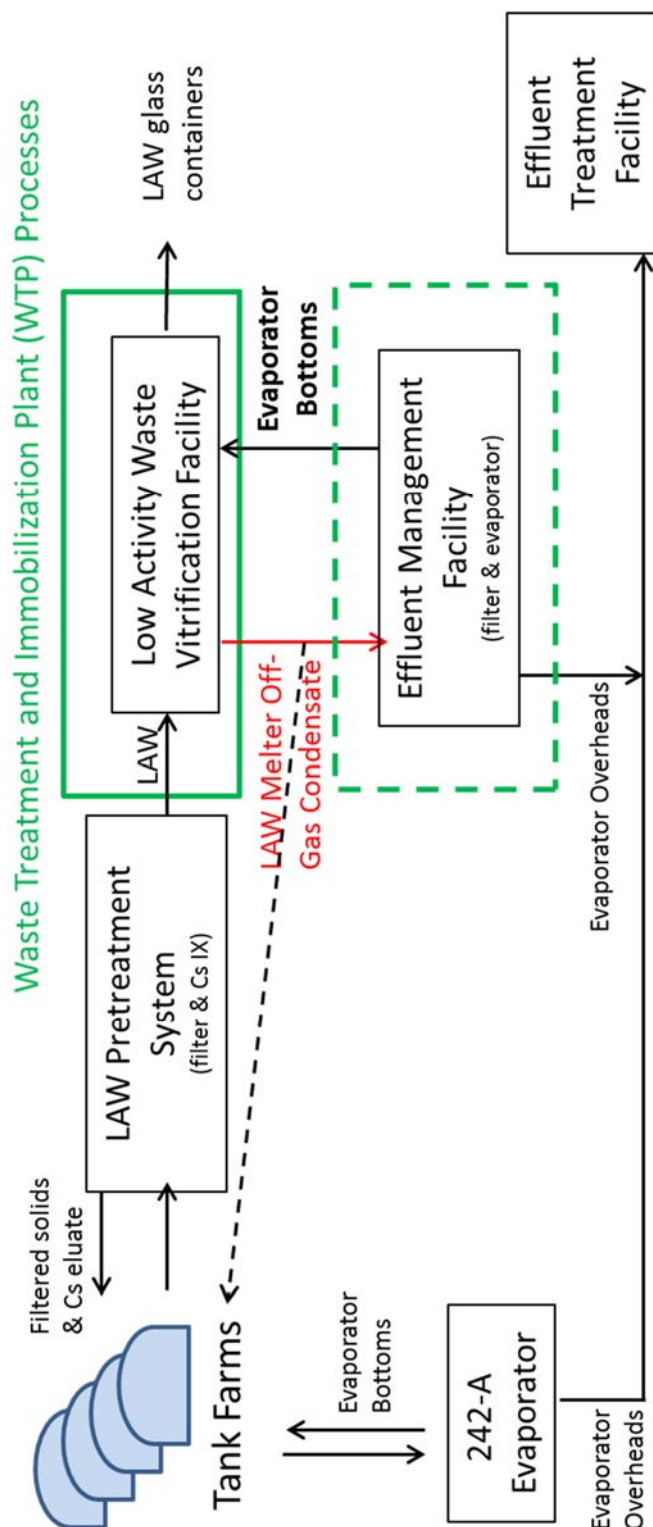 Waste Treatment and Immobilization Plant (WTP) Processes
Filtered solids
& Cs eluate
LAW Pretreatment
System
(filter & Cs IX)
LAW
Low Activity Waste
Vitrification Facility
LAW glass
containers
Tank Farms
LAW Melter Off-
Gas Condensate
Evaporator
Bottoms
Effluent Management
Facility
(filter & evaporator)
Evaporator
Bottoms
242-A
Evaporator
Evaporator
Overheads
Evaporator Overheads
Effluent
Treatment
Facility